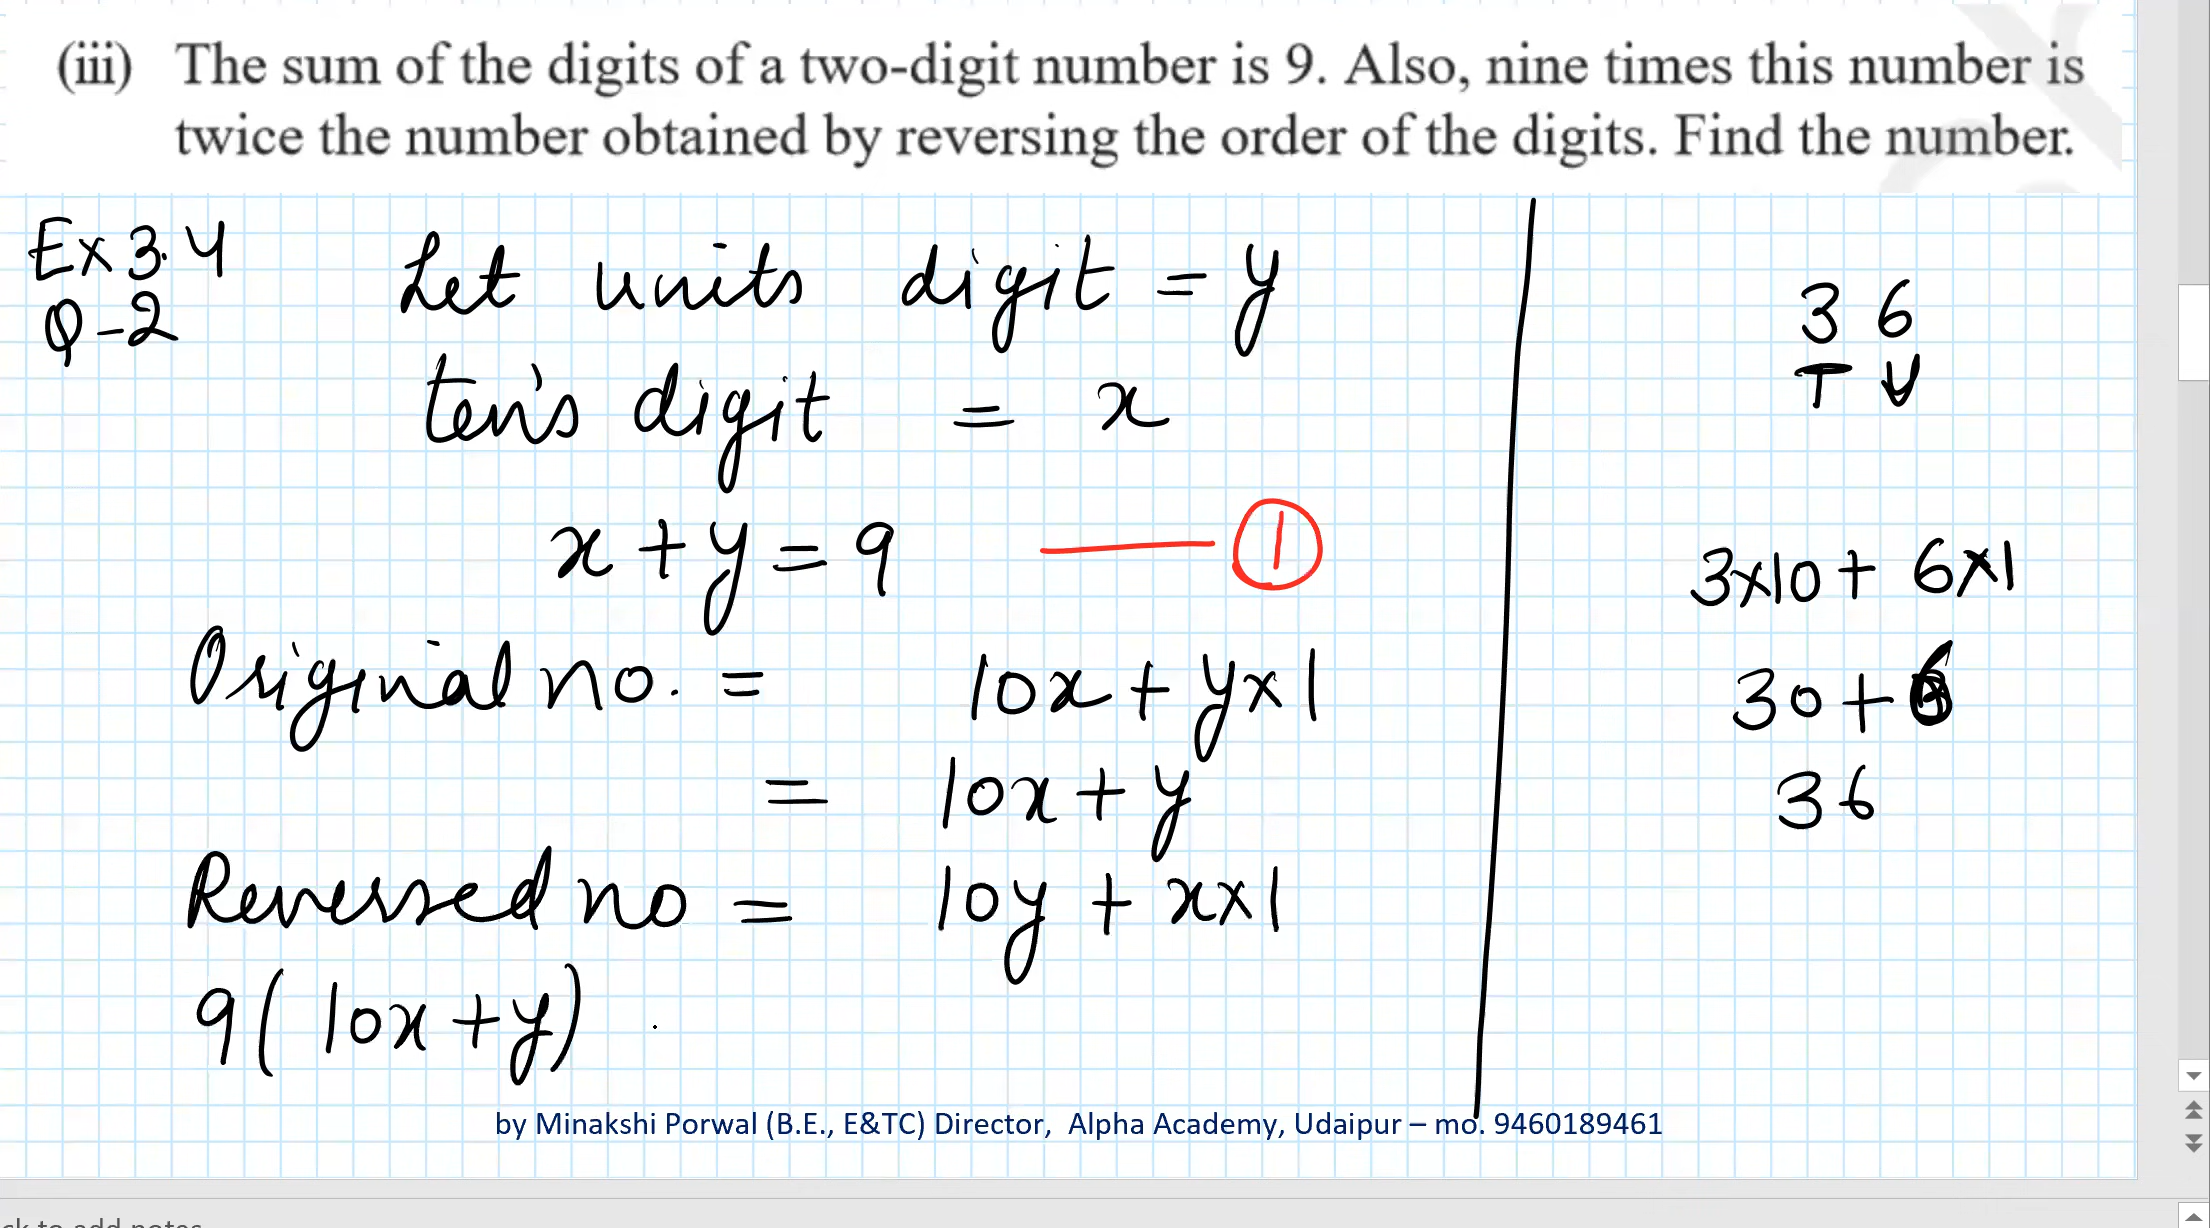 (iii) The sum of the digits of a two-digit number is 9. Also, nine times this number is
twice the number obtained by reversing the order of the digits. Find the number.
Ex 3.4
Q-2
Let units digit = y
ten's digit = x
x + y = 9 —— 1
Original no. = 10x + y×1
= 10x + y
Reversed no = 10y + x×1
9(10x + y)
3 6
T U
3×10 + 6×1
30 + 6
36
by Minakshi Porwal (B.E., E&TC) Director, Alpha Academy, Udaipur – mo. 9460189461